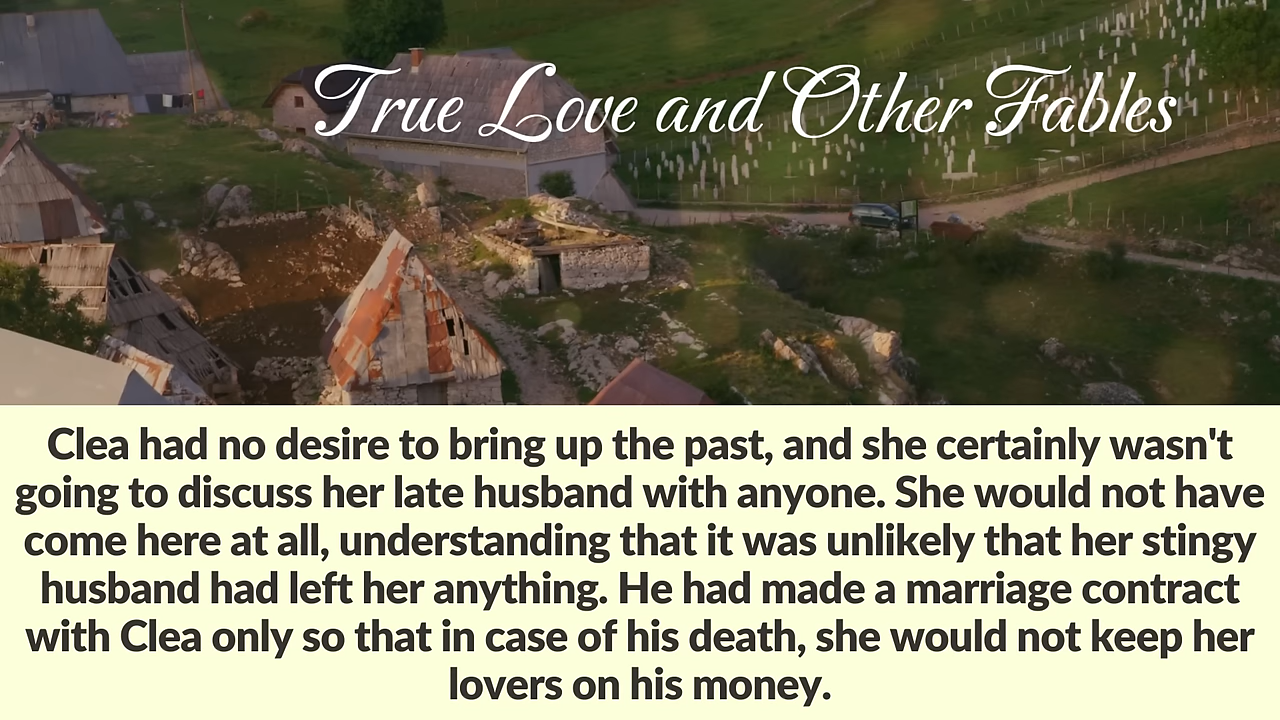 True Love and Other Fables
Clea had no desire to bring up the past, and she certainly wasn't
going to discuss her late husband with anyone. She would not have
come here at all, understanding that it was unlikely that her stingy
husband had left her anything. He had made a marriage contract
with Clea only so that in case of his death, she would not keep her
lovers on his money.